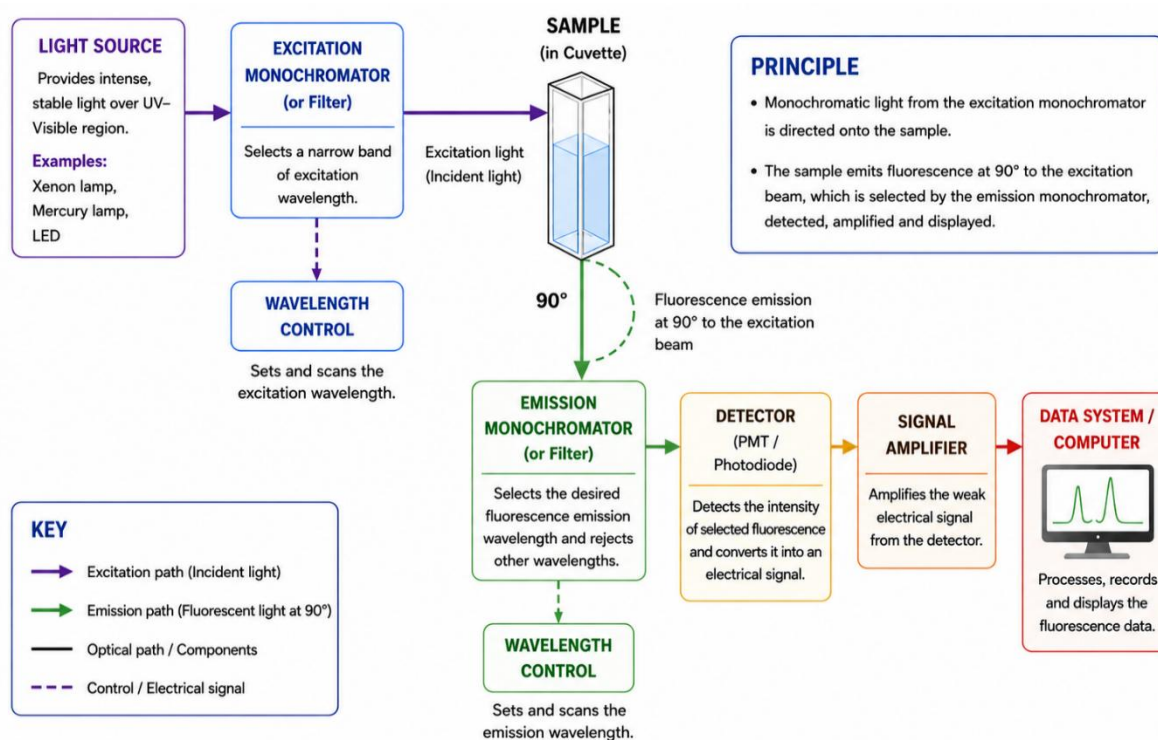 LIGHT SOURCE
Provides intense,
stable light over UV–
Visible region.
Examples:
Xenon lamp,
Mercury lamp,
LED
EXCITATION
MONOCHROMATOR
(or Filter)
Selects a narrow band
of excitation
wavelength.
WAVELENGTH
CONTROL
Sets and scans the
excitation wavelength.
Excitation light
(Incident light)
SAMPLE
(in Cuvette)
PRINCIPLE
• Monochromatic light from the excitation monochromator
is directed onto the sample.
• The sample emits fluorescence at 90° to the excitation
beam, which is selected by the emission monochromator,
detected, amplified and displayed.
90°
Fluorescence emission
at 90° to the excitation
beam
EMISSION
MONOCHROMATOR
(or Filter)
Selects the desired
fluorescence emission
wavelength and rejects
other wavelengths.
WAVELENGTH
CONTROL
Sets and scans the
emission wavelength.
DETECTOR
(PMT /
Photodiode)
Detects the intensity
of selected fluorescence
and converts it into an
electrical signal.
SIGNAL
AMPLIFIER
Amplifies the weak
electrical signal
from the detector.
DATA SYSTEM /
COMPUTER
Processes, records
and displays the
fluorescence data.
KEY
Excitation path (Incident light)
Emission path (Fluorescent light at 90°)
Optical path / Components
Control / Electrical signal